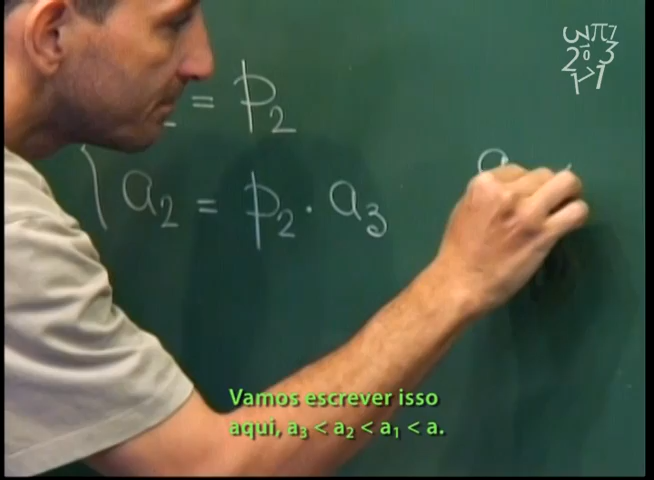 = p₂
a₂ = p₂ · a₃
a
Vamos escrever isso
aqui, a₃ < a₂ < a₁ < a.